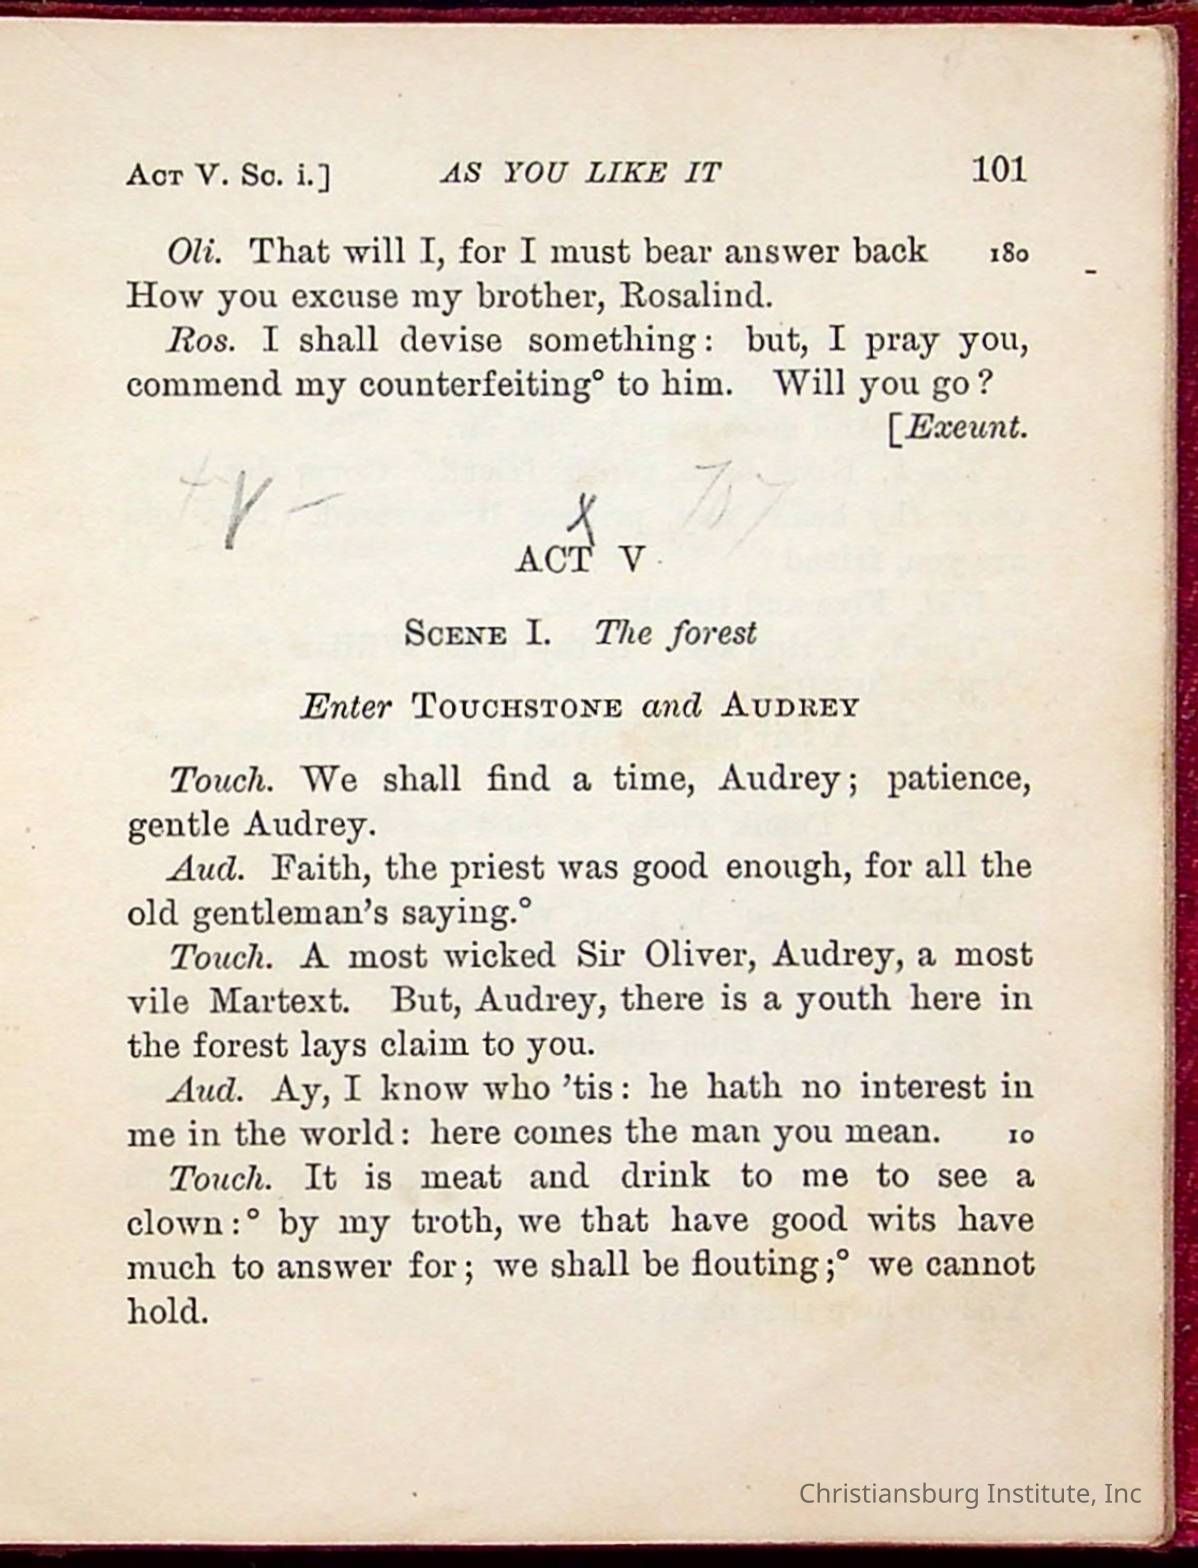 ACT V. Sc. i.] AS YOU LIKE IT 101
Oli. That will I, for I must bear answer back 180
How you excuse my brother, Rosalind.
Ros. I shall devise something: but, I pray you,
commend my counterfeiting° to him. Will you go?
[Exeunt.
ACT V
SCENE I. The forest
Enter TOUCHSTONE and AUDREY
Touch. We shall find a time, Audrey; patience,
gentle Audrey.
Aud. Faith, the priest was good enough, for all the
old gentleman's saying.°
Touch. A most wicked Sir Oliver, Audrey, a most
vile Martext. But, Audrey, there is a youth here in
the forest lays claim to you.
Aud. Ay, I know who 'tis: he hath no interest in
me in the world: here comes the man you mean. 10
Touch. It is meat and drink to me to see a
clown:° by my troth, we that have good wits have
much to answer for; we shall be flouting;° we cannot
hold.
Christiansburg Institute, Inc